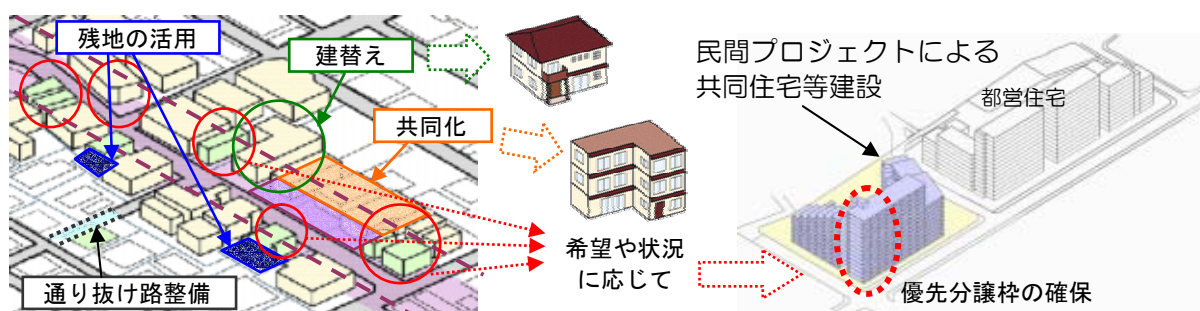 残地の活用
建替え
共同化
通り抜け路整備
希望や状況
に応じて
民間プロジェクトによる
共同住宅等建設
都営住宅
優先分譲枠の確保